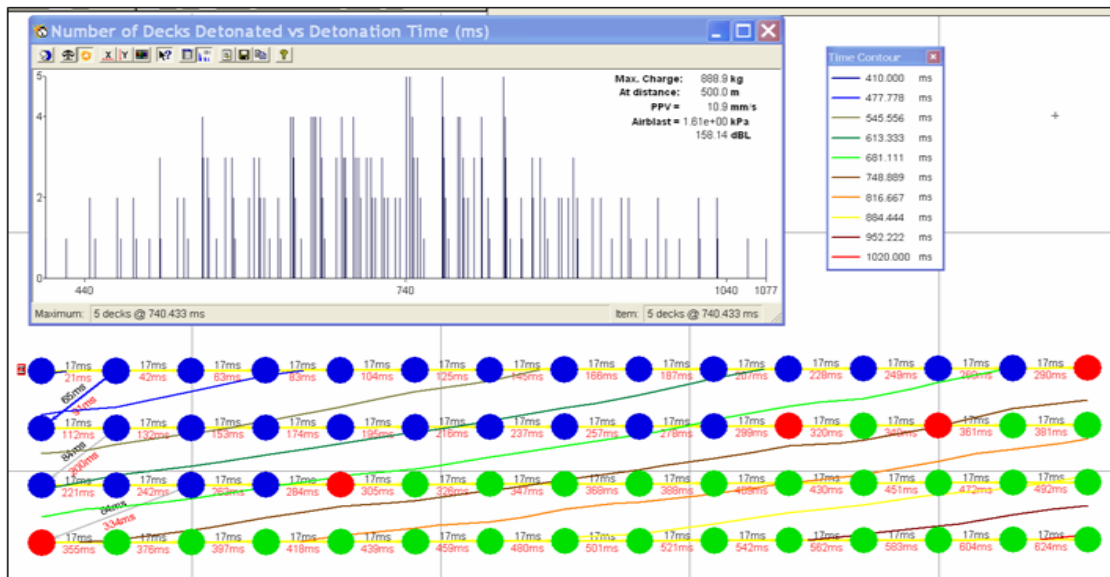 Number of Decks Detonated vs Detonation Time (ms)
Max. Charge: 888.9 kg
At distance: 500.0 m
PPV = 10.9 mm/s
Airblast = 1.61e+00 kPa
158.14 dBL
5
4
2
0
440 740 1040 1077
Maximum: 5 decks @ 740.433 ms Item: 5 decks @ 740.433 ms
Time Contour
410.000 ms
477.778 ms
545.556 ms
613.333 ms
681.111 ms
748.889 ms
816.667 ms
884.444 ms
952.222 ms
1020.000 ms
17ms 17ms 17ms 17ms 17ms 17ms 17ms 17ms 17ms 17ms 17ms 17ms 17ms 17ms
21ms 42ms 63ms 83ms 104ms 125ms 145ms 166ms 187ms 207ms 228ms 249ms 290ms
65ms
17ms 17ms 17ms 17ms 17ms 17ms 17ms 17ms 17ms 17ms 17ms 17ms 17ms 17ms
112ms 132ms 153ms 174ms 195ms 216ms 237ms 257ms 278ms 299ms 320ms 340ms 361ms 381ms
84ms
200ms
17ms 17ms 17ms 17ms 17ms 17ms 17ms 17ms 17ms 17ms 17ms 17ms 17ms 17ms
221ms 242ms 263ms 284ms 305ms 326ms 347ms 368ms 388ms 430ms 451ms 472ms 492ms
84ms
334ms
17ms 17ms 17ms 17ms 17ms 17ms 17ms 17ms 17ms 17ms 17ms 17ms 17ms 17ms
355ms 376ms 397ms 418ms 439ms 459ms 480ms 501ms 521ms 542ms 562ms 583ms 604ms 624ms